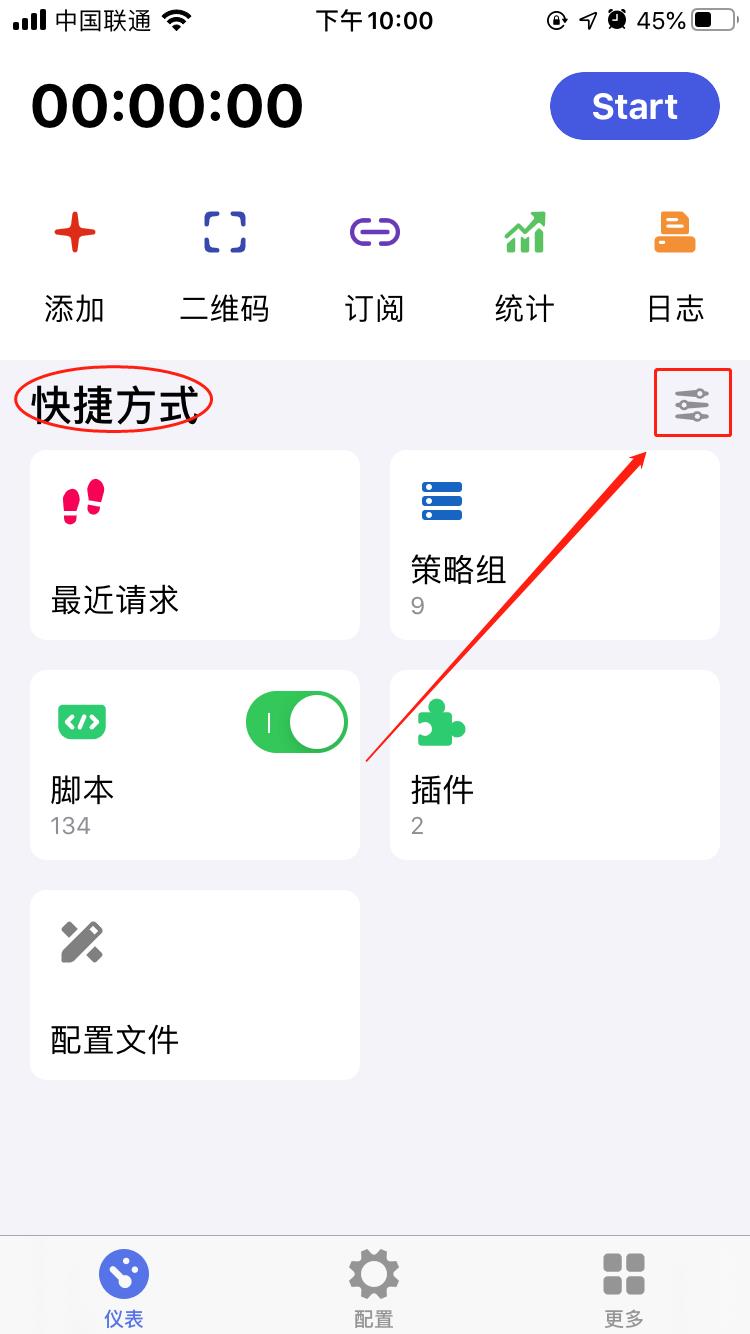 中国联通 下午10:00 45%
00:00:00 Start
添加 二维码 订阅 统计 日志
快捷方式
最近请求
策略组
9
脚本
134
插件
2
配置文件
仪表 配置 更多